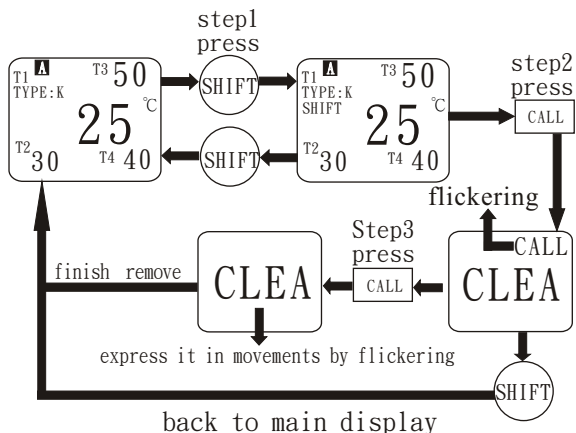 step1
press
T1 A T3 50
TYPE:K
25 ℃
T2 30 T4 40
SHIFT
SHIFT
T1 A T3 50
TYPE:K
SHIFT
25 ℃
T2 30 T4 40
step2
press
CALL
flickering
CALL
CLEA
Step3
press
CALL
CLEA
finish remove
express it in movements by flickering
SHIFT
back to main display